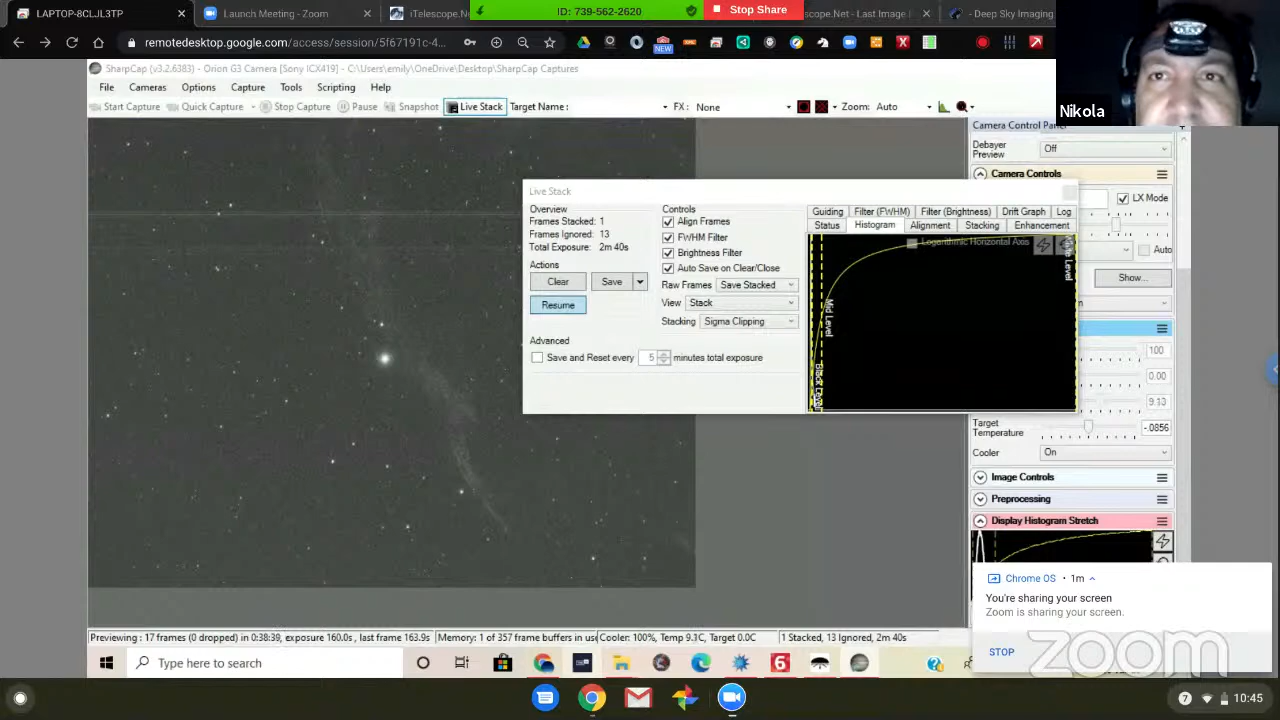 LAPTOP-8CLJL3TP
Launch Meeting - Zoom
iTelescope.N
ID: 739-562-2620
Stop Share
scope.Net - Last Image
- Deep Sky Imaging
remotedesktop.google.com/access/session/5f67191c-4...
NEW
Nikola
SharpCap (v3.2.6383) - Orion G3 Camera [Sony ICX419] - C:\Users\emily\OneDrive\Desktop\SharpCap Captures
File Cameras Options Capture Tools Scripting Help
Start Capture Quick Capture Stop Capture Pause Snapshot Live Stack Target Name: FX: None Zoom: Auto
Camera Control Panel
Debayer Preview Off
Camera Controls
LX Mode
Auto
Show...
100
0.00
9.13
Target Temperature -.0856
Cooler On
Image Controls
Preprocessing
Display Histogram Stretch
Live Stack
Overview
Frames Stacked: 1
Frames Ignored: 13
Total Exposure: 2m 40s
Actions
Clear Save
Resume
Advanced
Save and Reset every 5 minutes total exposure
Controls
Align Frames
FWHM Filter
Brightness Filter
Auto Save on Clear/Close
Raw Frames Save Stacked
View Stack
Stacking Sigma Clipping
Guiding Filter (FWHM) Filter (Brightness) Drift Graph Log
Status Histogram Alignment Stacking Enhancement
Logarithmic Horizontal Axis
Black Level
Mid Level
Chrome OS • 1m
You're sharing your screen
Zoom is sharing your screen.
STOP
zoom
Previewing : 17 frames (0 dropped) in 0:38:39, exposure 160.0s, last frame 163.9s Memory: 1 of 357 frame buffers in use Cooler: 100%, Temp 9.1C, Target 0.0C 1 Stacked, 13 Ignored, 2m 40s
Type here to search
6
7 10:45